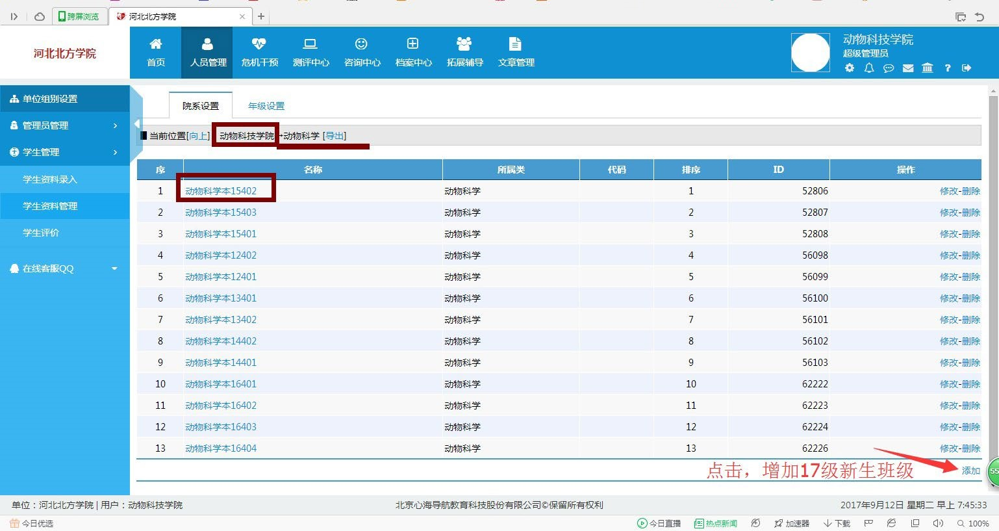 跨屏浏览
河北北方学院
河北北方学院
首页
人员管理
危机干预
测评中心
咨询中心
档案中心
拓展辅导
文章管理
动物科技学院
超级管理员
单位组别设置
管理员管理
学生管理
学生资料录入
学生资料管理
学生评价
在线客服QQ
院系设置 年级设置
当前位置[向上] 动物科技学院→动物科学 [导出]
序 名称 所属类 代码 排序 ID 操作
1 动物科学本15402 动物科学 1 52806 修改-删除
2 动物科学本15403 动物科学 2 52807 修改-删除
3 动物科学本15401 动物科学 3 52808 修改-删除
4 动物科学本12402 动物科学 4 56098 修改-删除
5 动物科学本12401 动物科学 5 56099 修改-删除
6 动物科学本13401 动物科学 6 56100 修改-删除
7 动物科学本13402 动物科学 7 56101 修改-删除
8 动物科学本14402 动物科学 8 56102 修改-删除
9 动物科学本14401 动物科学 9 56103 修改-删除
10 动物科学本16401 动物科学 10 62222 修改-删除
11 动物科学本16402 动物科学 11 62223 修改-删除
12 动物科学本16403 动物科学 12 62224 修改-删除
13 动物科学本16404 动物科学 13 62226 修改-删除
点击，增加17级新生班级 添加
55
单位：河北北方学院 | 用户：动物科技学院 北京心海导航教育科技股份有限公司©保留所有权利 2017年9月12日 星期二 早上 7:45:33
今日优选 今日直播 热点新闻 加速器 下载 100%